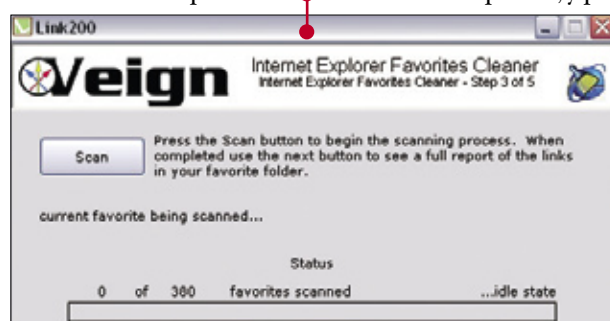 Link200
Veign
Internet Explorer Favorites Cleaner
Internet Explorer Favorites Cleaner - Step 3 of 5
Scan
Press the Scan button to begin the scanning process. When
completed use the next button to see a full report of the links
in your favorite folder.
current favorite being scanned...
Status
0 of 380 favorites scanned ...idle state